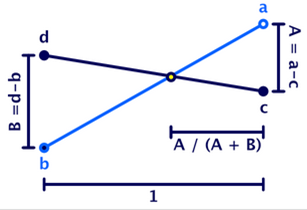 a
d
A = a-c
B =d-b
c
A / (A + B)
b
1